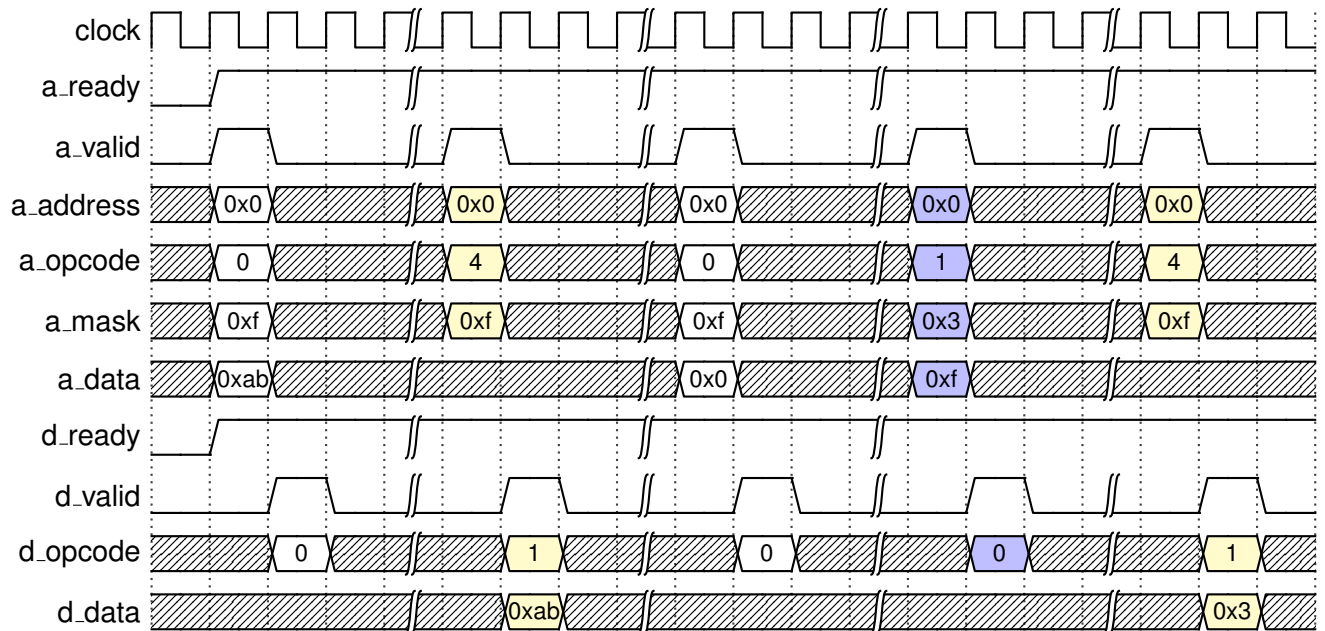 clock
a_ready
a_valid
a_address 0x0 0x0 0x0 0x0 0x0
a_opcode 0 4 0 1 4
a_mask 0xf 0xf 0xf 0x3 0xf
a_data 0xab 0x0 0xf
d_ready
d_valid
d_opcode 0 1 0 0 1
d_data 0xab 0x3